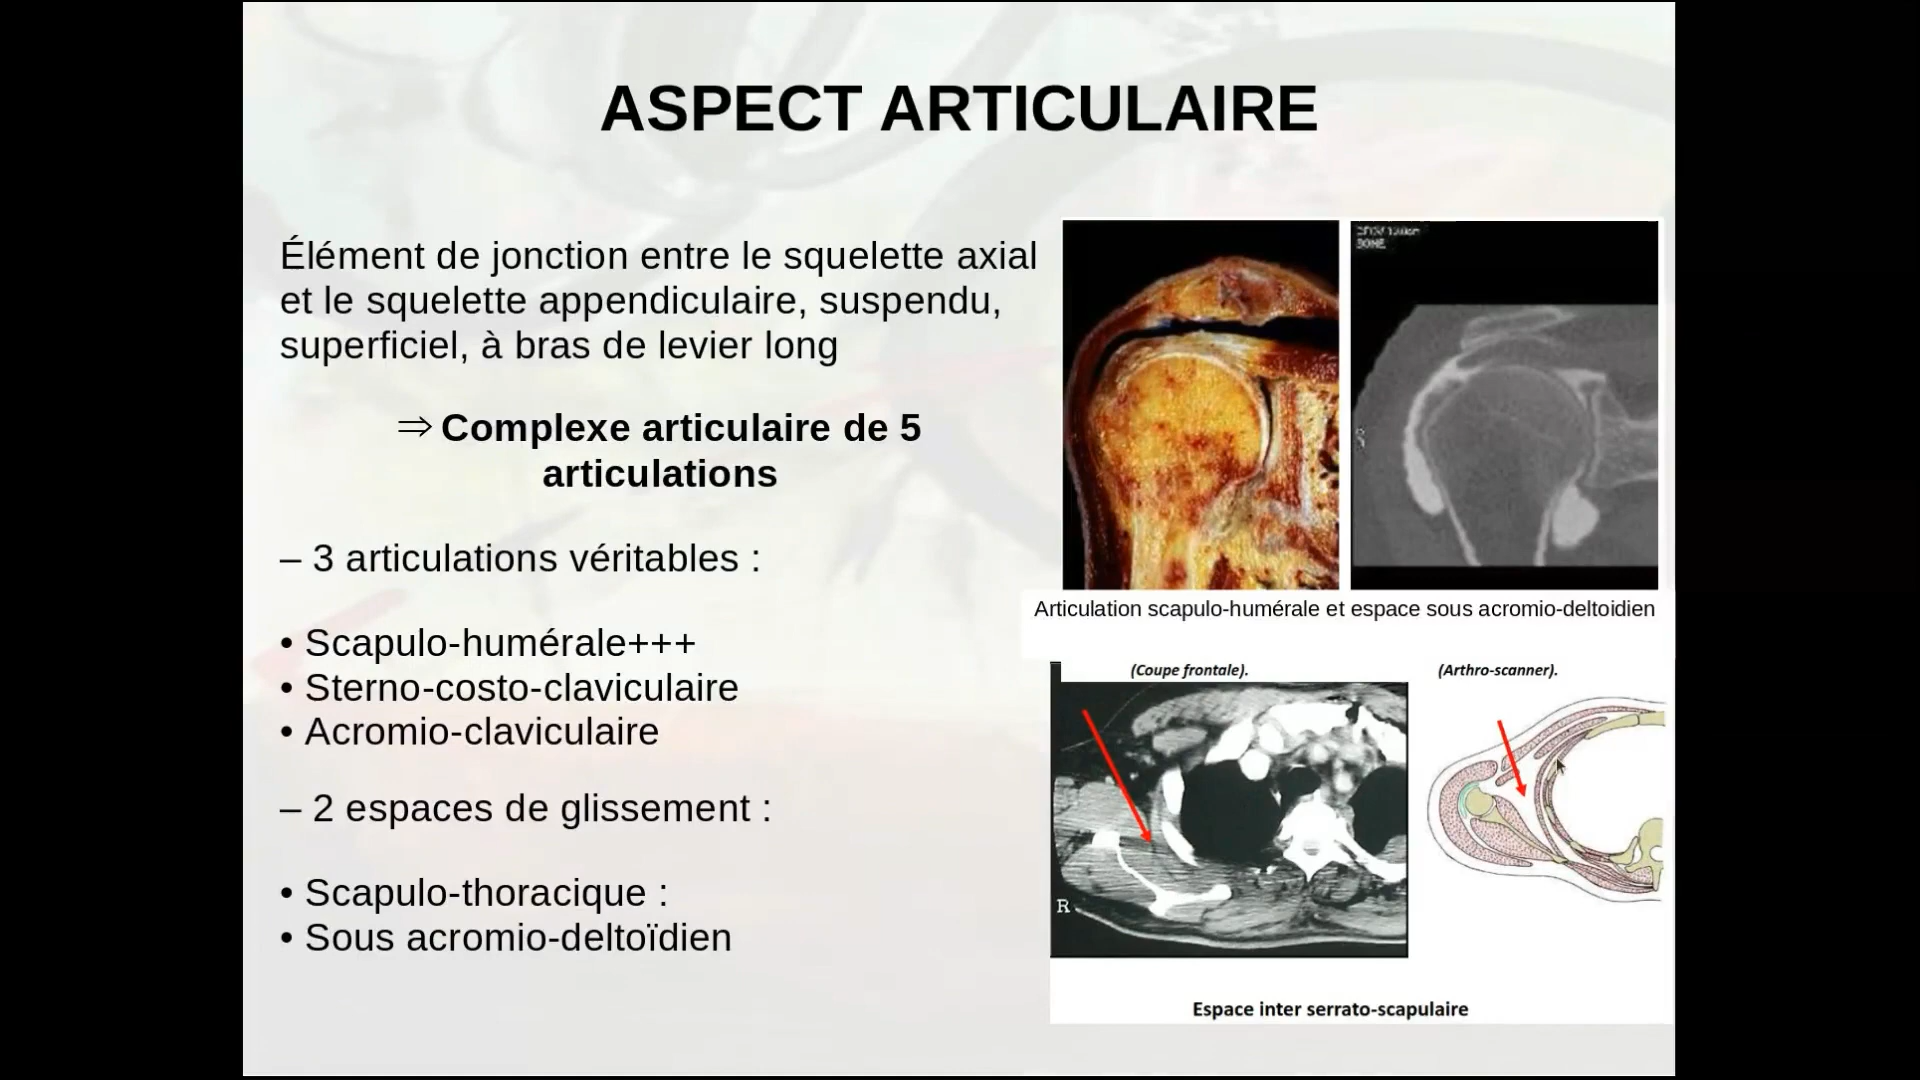 ASPECT ARTICULAIRE
Élément de jonction entre le squelette axial
et le squelette appendiculaire, suspendu,
superficiel, à bras de levier long
⇒ Complexe articulaire de 5
articulations
– 3 articulations véritables :
• Scapulo-humérale+++
• Sterno-costo-claviculaire
• Acromio-claviculaire
– 2 espaces de glissement :
• Scapulo-thoracique :
• Sous acromio-deltoïdien
BONE
Articulation scapulo-humérale et espace sous acromio-deltoidien
(Coupe frontale).
(Arthro-scanner).
R
Espace inter serrato-scapulaire